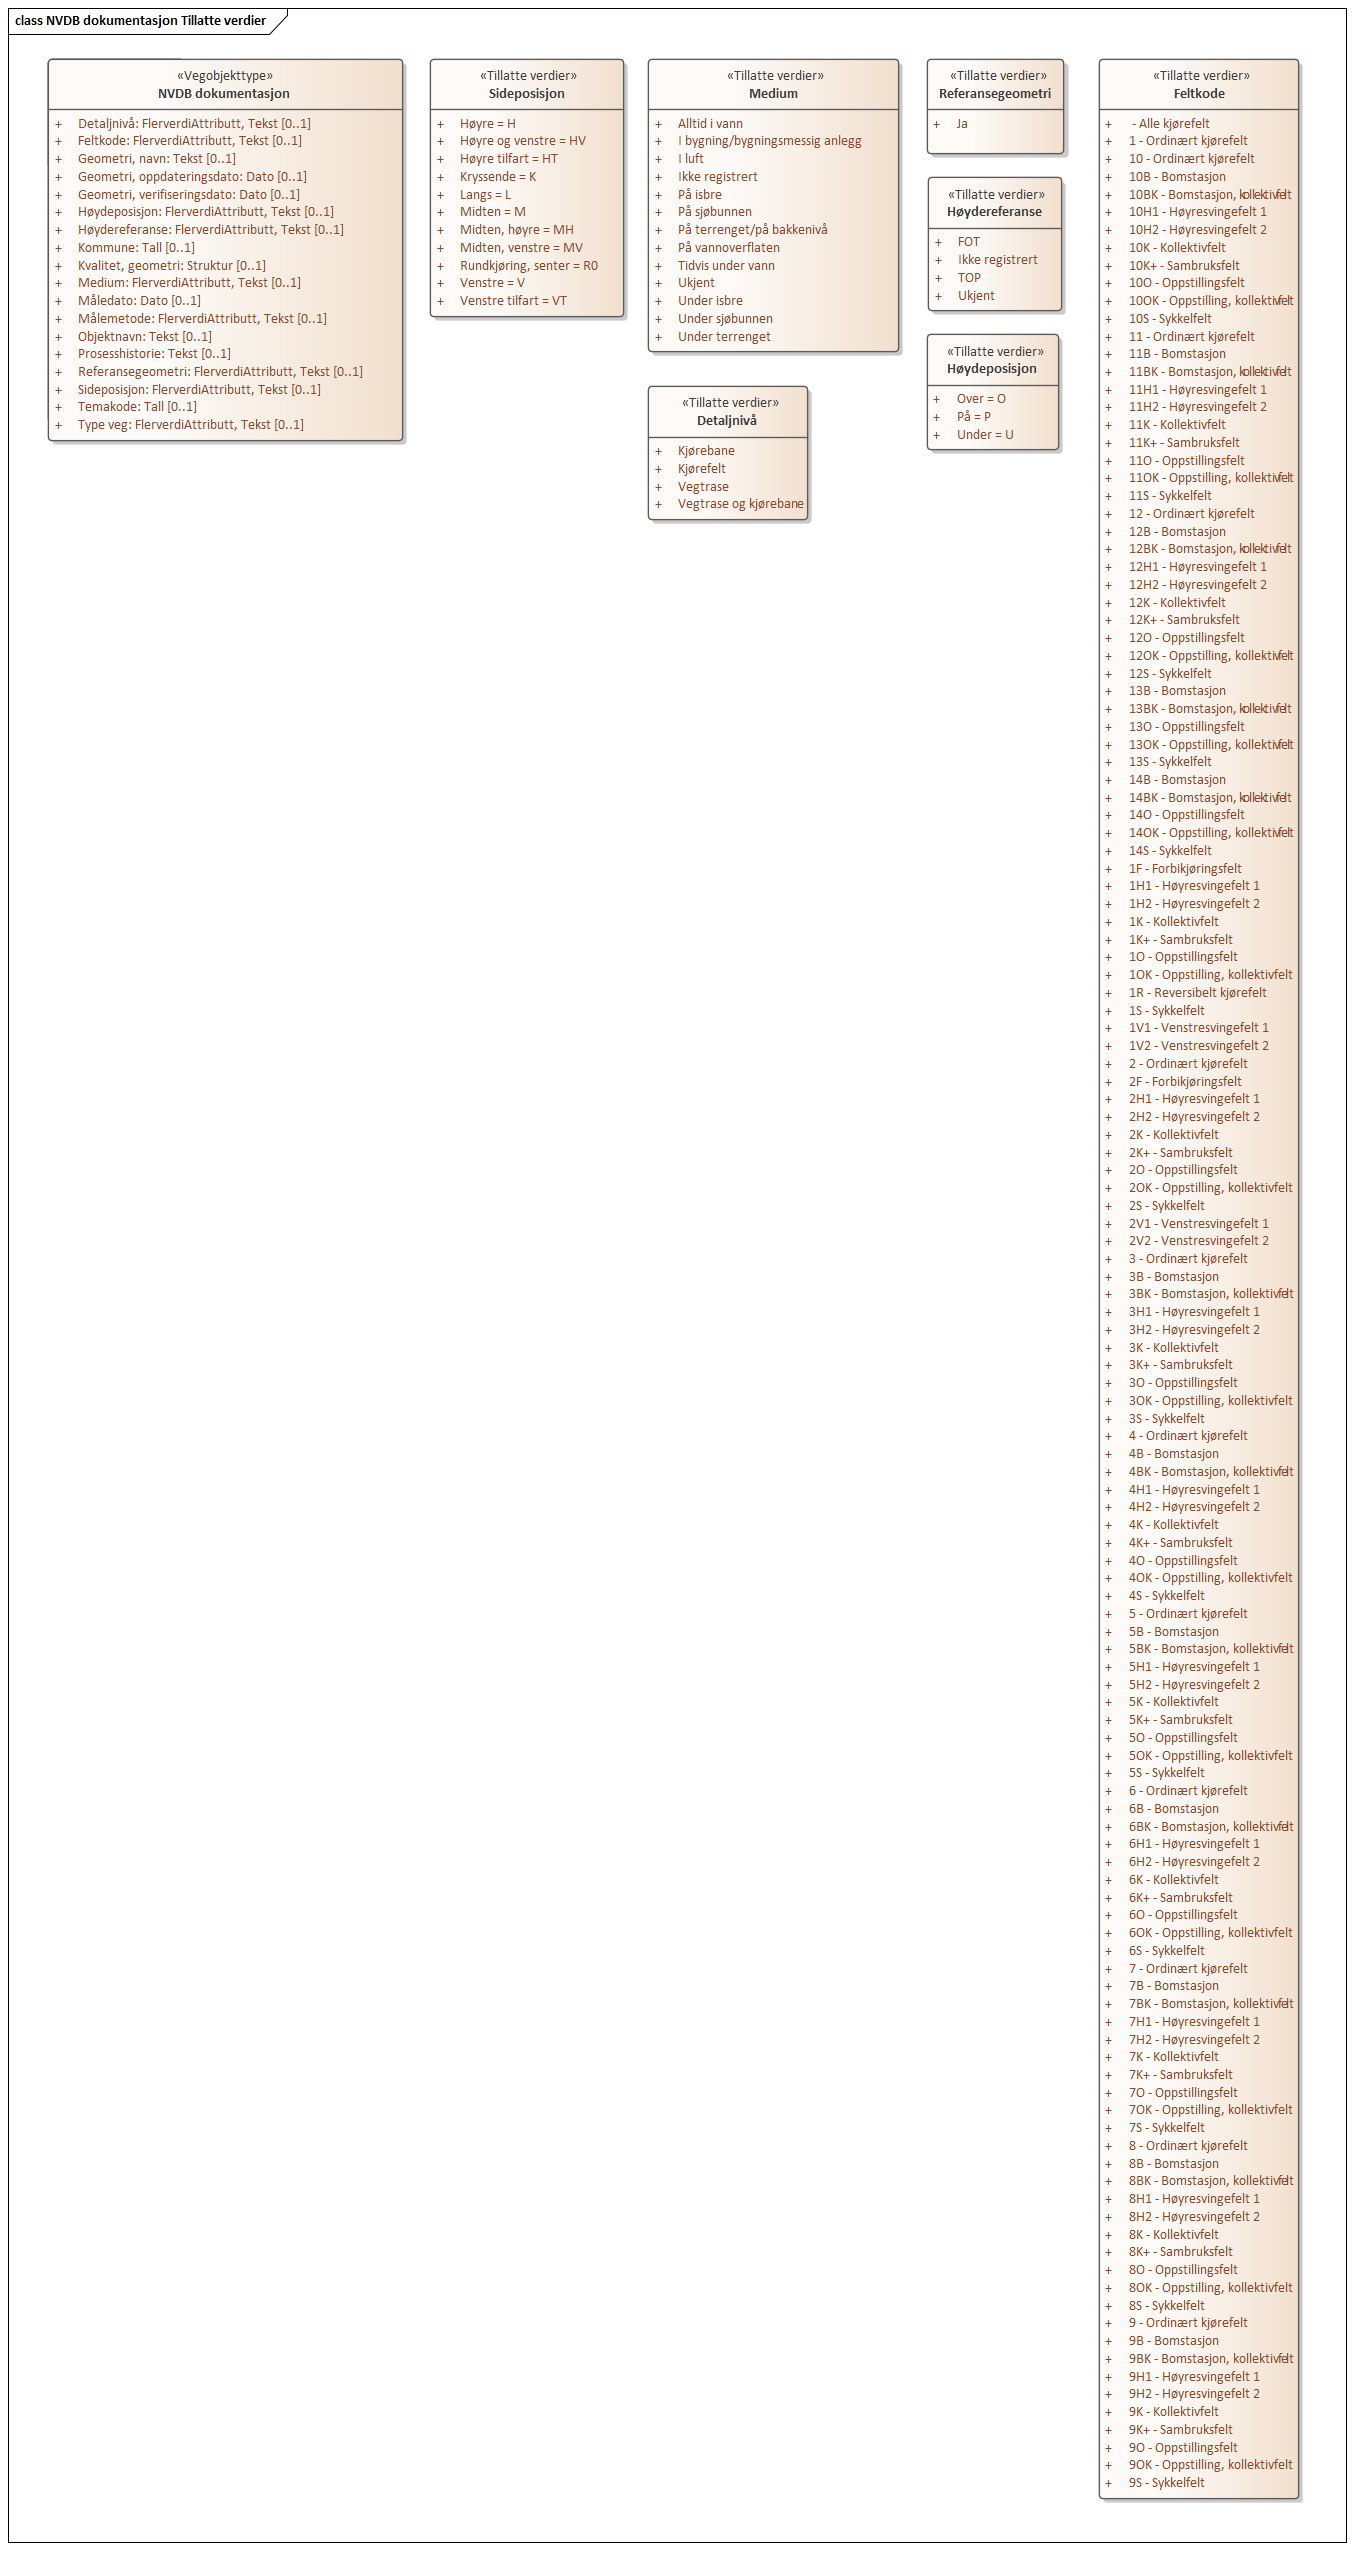 class NVDB dokumentasjon Tillatte verdier
«Vegobjekttype»
NVDB dokumentasjon
+ Detaljnivå: FlerverdiAttributt, Tekst [0..1]
+ Feltkode: FlerverdiAttributt, Tekst [0..1]
+ Geometri, navn: Tekst [0..1]
+ Geometri, oppdateringsdato: Dato [0..1]
+ Geometri, verifiseringsdato: Dato [0..1]
+ Høydeposisjon: FlerverdiAttributt, Tekst [0..1]
+ Høydereferanse: FlerverdiAttributt, Tekst [0..1]
+ Kommune: Tall [0..1]
+ Kvalitet, geometri: Struktur [0..1]
+ Medium: FlerverdiAttributt, Tekst [0..1]
+ Måledato: Dato [0..1]
+ Målemetode: FlerverdiAttributt, Tekst [0..1]
+ Objektnavn: Tekst [0..1]
+ Prosesshistorie: Tekst [0..1]
+ Referansegeometri: FlerverdiAttributt, Tekst [0..1]
+ Sideposisjon: FlerverdiAttributt, Tekst [0..1]
+ Temakode: Tall [0..1]
+ Type veg: FlerverdiAttributt, Tekst [0..1]
«Tillatte verdier»
Sideposisjon
+ Høyre = H
+ Høyre og venstre = HV
+ Høyre tilfart = HT
+ Kryssende = K
+ Langs = L
+ Midten = M
+ Midten, høyre = MH
+ Midten, venstre = MV
+ Rundkjøring, senter = R0
+ Venstre = V
+ Venstre tilfart = VT
«Tillatte verdier»
Medium
+ Alltid i vann
+ I bygning/bygningsmessig anlegg
+ I luft
+ Ikke registrert
+ På isbre
+ På sjøbunnen
+ På terrenget/på bakkenivå
+ På vannoverflaten
+ Tidvis under vann
+ Ukjent
+ Under isbre
+ Under sjøbunnen
+ Under terrenget
«Tillatte verdier»
Detaljnivå
+ Kjørebane
+ Kjørefelt
+ Vegtrase
+ Vegtrase og kjørebane
«Tillatte verdier»
Referansegeometri
+ Ja
«Tillatte verdier»
Høydereferanse
+ FOT
+ Ikke registrert
+ TOP
+ Ukjent
«Tillatte verdier»
Høydeposisjon
+ Over = O
+ På = P
+ Under = U
«Tillatte verdier»
Feltkode
+ - Alle kjørefelt
+ 1 - Ordinært kjørefelt
+ 10 - Ordinært kjørefelt
+ 10B - Bomstasjon
+ 10BK - Bomstasjon, kollektivfelt
+ 10H1 - Høyresvingefelt 1
+ 10H2 - Høyresvingefelt 2
+ 10K - Kollektivfelt
+ 10K+ - Sambruksfelt
+ 10O - Oppstillingsfelt
+ 10OK - Oppstilling, kollektivfelt
+ 10S - Sykkelfelt
+ 11 - Ordinært kjørefelt
+ 11B - Bomstasjon
+ 11BK - Bomstasjon, kollektivfelt
+ 11H1 - Høyresvingefelt 1
+ 11H2 - Høyresvingefelt 2
+ 11K - Kollektivfelt
+ 11K+ - Sambruksfelt
+ 11O - Oppstillingsfelt
+ 11OK - Oppstilling, kollektivfelt
+ 11S - Sykkelfelt
+ 12 - Ordinært kjørefelt
+ 12B - Bomstasjon
+ 12BK - Bomstasjon, kollektivfelt
+ 12H1 - Høyresvingefelt 1
+ 12H2 - Høyresvingefelt 2
+ 12K - Kollektivfelt
+ 12K+ - Sambruksfelt
+ 12O - Oppstillingsfelt
+ 12OK - Oppstilling, kollektivfelt
+ 12S - Sykkelfelt
+ 13B - Bomstasjon
+ 13BK - Bomstasjon, kollektivfelt
+ 13O - Oppstillingsfelt
+ 13OK - Oppstilling, kollektivfelt
+ 13S - Sykkelfelt
+ 14B - Bomstasjon
+ 14BK - Bomstasjon, kollektivfelt
+ 14O - Oppstillingsfelt
+ 14OK - Oppstilling, kollektivfelt
+ 14S - Sykkelfelt
+ 1F - Forbikjøringsfelt
+ 1H1 - Høyresvingefelt 1
+ 1H2 - Høyresvingefelt 2
+ 1K - Kollektivfelt
+ 1K+ - Sambruksfelt
+ 1O - Oppstillingsfelt
+ 1OK - Oppstilling, kollektivfelt
+ 1R - Reversibelt kjørefelt
+ 1S - Sykkelfelt
+ 1V1 - Venstresvingefelt 1
+ 1V2 - Venstresvingefelt 2
+ 2 - Ordinært kjørefelt
+ 2F - Forbikjøringsfelt
+ 2H1 - Høyresvingefelt 1
+ 2H2 - Høyresvingefelt 2
+ 2K - Kollektivfelt
+ 2K+ - Sambruksfelt
+ 2O - Oppstillingsfelt
+ 2OK - Oppstilling, kollektivfelt
+ 2S - Sykkelfelt
+ 2V1 - Venstresvingefelt 1
+ 2V2 - Venstresvingefelt 2
+ 3 - Ordinært kjørefelt
+ 3B - Bomstasjon
+ 3BK - Bomstasjon, kollektivfelt
+ 3H1 - Høyresvingefelt 1
+ 3H2 - Høyresvingefelt 2
+ 3K - Kollektivfelt
+ 3K+ - Sambruksfelt
+ 3O - Oppstillingsfelt
+ 3OK - Oppstilling, kollektivfelt
+ 3S - Sykkelfelt
+ 4 - Ordinært kjørefelt
+ 4B - Bomstasjon
+ 4BK - Bomstasjon, kollektivfelt
+ 4H1 - Høyresvingefelt 1
+ 4H2 - Høyresvingefelt 2
+ 4K - Kollektivfelt
+ 4K+ - Sambruksfelt
+ 4O - Oppstillingsfelt
+ 4OK - Oppstilling, kollektivfelt
+ 4S - Sykkelfelt
+ 5 - Ordinært kjørefelt
+ 5B - Bomstasjon
+ 5BK - Bomstasjon, kollektivfelt
+ 5H1 - Høyresvingefelt 1
+ 5H2 - Høyresvingefelt 2
+ 5K - Kollektivfelt
+ 5K+ - Sambruksfelt
+ 5O - Oppstillingsfelt
+ 5OK - Oppstilling, kollektivfelt
+ 5S - Sykkelfelt
+ 6 - Ordinært kjørefelt
+ 6B - Bomstasjon
+ 6BK - Bomstasjon, kollektivfelt
+ 6H1 - Høyresvingefelt 1
+ 6H2 - Høyresvingefelt 2
+ 6K - Kollektivfelt
+ 6K+ - Sambruksfelt
+ 6O - Oppstillingsfelt
+ 6OK - Oppstilling, kollektivfelt
+ 6S - Sykkelfelt
+ 7 - Ordinært kjørefelt
+ 7B - Bomstasjon
+ 7BK - Bomstasjon, kollektivfelt
+ 7H1 - Høyresvingefelt 1
+ 7H2 - Høyresvingefelt 2
+ 7K - Kollektivfelt
+ 7K+ - Sambruksfelt
+ 7O - Oppstillingsfelt
+ 7OK - Oppstilling, kollektivfelt
+ 7S - Sykkelfelt
+ 8 - Ordinært kjørefelt
+ 8B - Bomstasjon
+ 8BK - Bomstasjon, kollektivfelt
+ 8H1 - Høyresvingefelt 1
+ 8H2 - Høyresvingefelt 2
+ 8K - Kollektivfelt
+ 8K+ - Sambruksfelt
+ 8O - Oppstillingsfelt
+ 8OK - Oppstilling, kollektivfelt
+ 8S - Sykkelfelt
+ 9 - Ordinært kjørefelt
+ 9B - Bomstasjon
+ 9BK - Bomstasjon, kollektivfelt
+ 9H1 - Høyresvingefelt 1
+ 9H2 - Høyresvingefelt 2
+ 9K - Kollektivfelt
+ 9K+ - Sambruksfelt
+ 9O - Oppstillingsfelt
+ 9OK - Oppstilling, kollektivfelt
+ 9S - Sykkelfelt